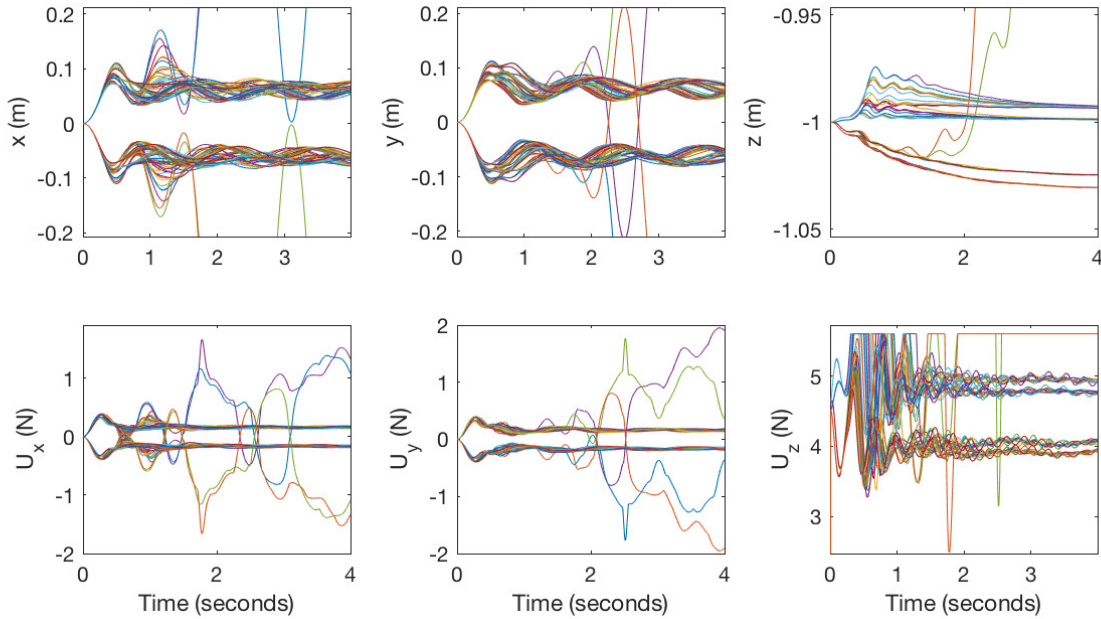 0.2
0.1
0
-0.1
-0.2
x (m)
0 1 2 3
0.2
0.1
0
-0.1
-0.2
y (m)
0 1 2 3
-0.95
-1
-1.05
z (m)
0 2 4
1
0
-1
-2
U_x (N)
0 2 4
Time (seconds)
2
1
0
-1
-2
U_y (N)
0 2 4
Time (seconds)
5
4
3
U_z (N)
0 1 2 3
Time (seconds)